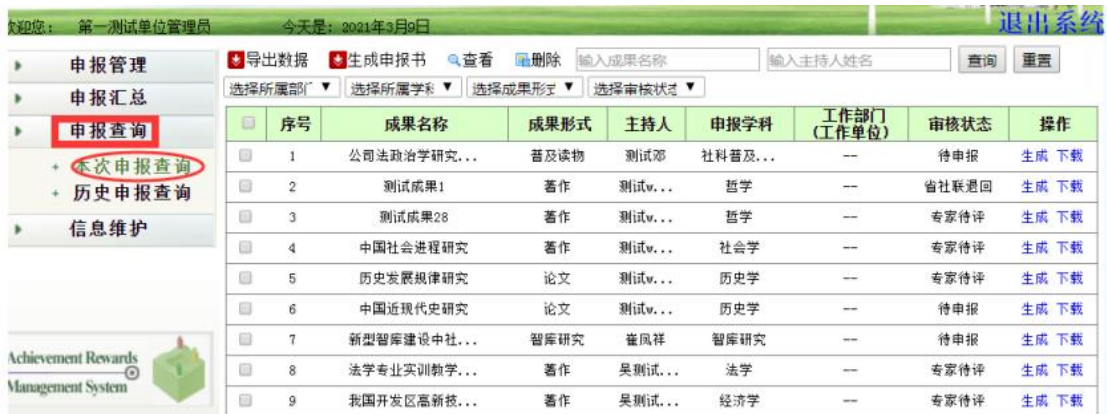 欢迎您： 第一测试单位管理员 今天是：2021年3月9日 退出系统
申报管理
申报汇总
申报查询
本次申报查询
历史申报查询
信息维护
Achievement Rewards
Management System
导出数据 生成申报书 查看 删除 输入成果名称 输入主持人姓名 查询 重置
选择所属部门 选择所属学科 选择成果形式 选择审核状态
序号 成果名称 成果形式 主持人 申报学科 工作部门(工作单位) 审核状态 操作
1 公司法政治学研究... 普及读物 测试邓 社科普及... -- 待申报 生成 下载
2 测试成果1 著作 测试w... 哲学 -- 省社联退回 生成 下载
3 测试成果28 著作 测试w... 哲学 -- 专家待评 生成 下载
4 中国社会进程研究 著作 测试w... 社会学 -- 专家待评 生成 下载
5 历史发展规律研究 论文 测试w... 历史学 -- 专家待评 生成 下载
6 中国近现代史研究 论文 测试w... 历史学 -- 待申报 生成 下载
7 新型智库建设中社... 智库研究 崔凤祥 智库研究 -- 待申报 生成 下载
8 法学专业实训教学... 著作 吴测试... 法学 -- 专家待评 生成 下载
9 我国开发区高新技... 著作 吴测试... 经济学 -- 专家待评 生成 下载